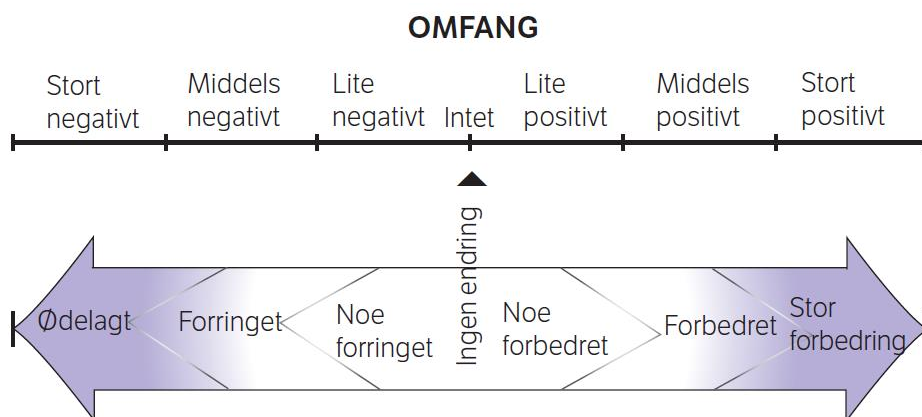 OMFANG
Stort
negativt
Middels
negativt
Lite
negativt
Intet
Lite
positivt
Middels
positivt
Stort
positivt
Ødelagt
Forringet
Noe
forringet
Ingen endring
Noe
forbedret
Forbedret
Stor
forbedring